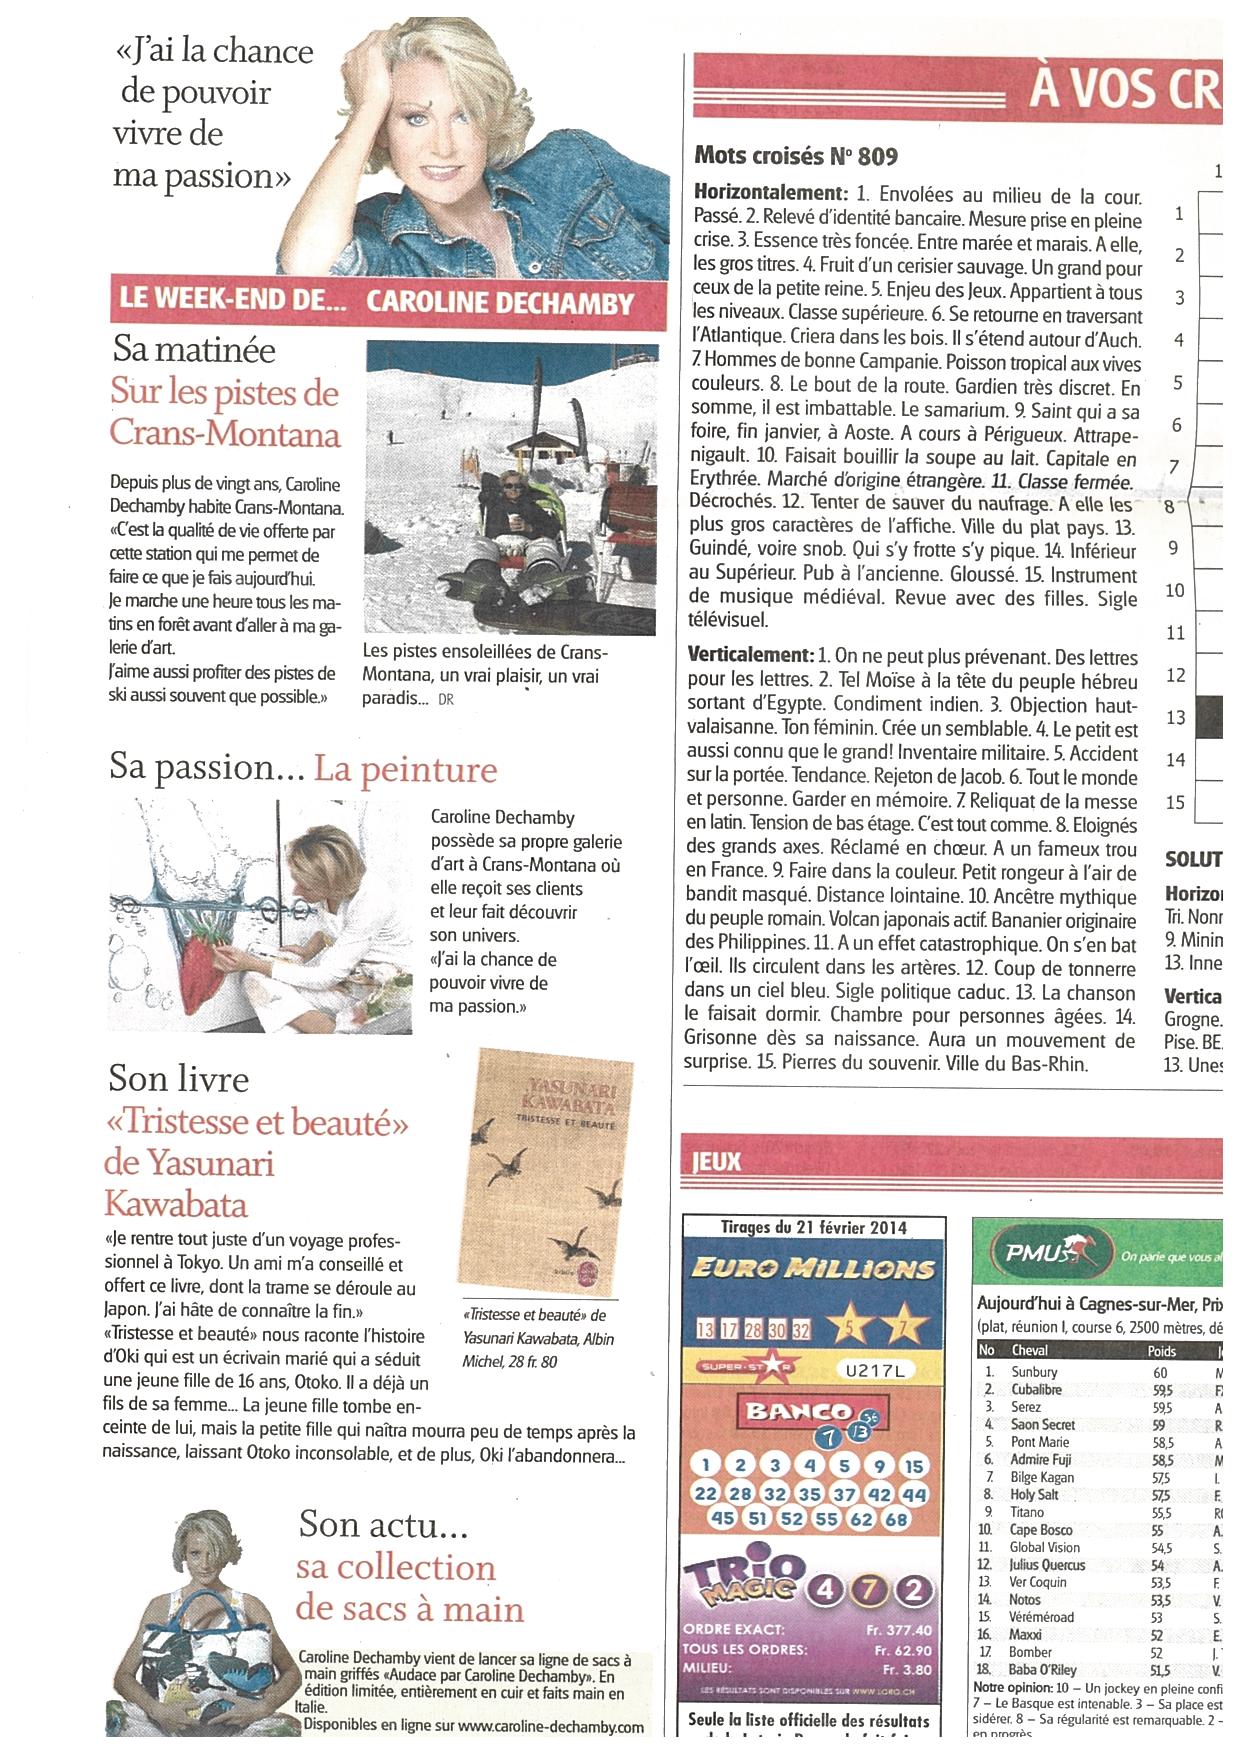 «J'ai la chance
de pouvoir
vivre de
ma passion»
LE WEEK-END DE... CAROLINE DECHAMBY
Sa matinée
Sur les pistes de
Crans-Montana
Depuis plus de vingt ans, Caroline
Dechamby habite Crans-Montana.
«C'est la qualité de vie offerte par
cette station qui me permet de
faire ce que je fais aujourd'hui.
Je marche une heure tous les ma-
tins en forêt avant d'aller à ma ga-
lerie d'art.
J'aime aussi profiter des pistes de
ski aussi souvent que possible.»
Les pistes ensoleillées de Crans-
Montana, un vrai plaisir, un vrai
paradis... DR
Sa passion... La peinture
Caroline Dechamby
possède sa propre galerie
d'art à Crans-Montana où
elle reçoit ses clients
et leur fait découvrir
son univers.
«J'ai la chance de
pouvoir vivre de
ma passion.»
Son livre
«Tristesse et beauté»
de Yasunari
Kawabata
YASUNARI
KAWABATA
TRISTESSE ET BEAUTÉ
«Je rentre tout juste d'un voyage profes-
sionnel à Tokyo. Un ami m'a conseillé et
offert ce livre, dont la trame se déroule au
Japon. J'ai hâte de connaître la fin.»
«Tristesse et beauté» nous raconte l'histoire
d'Oki qui est un écrivain marié qui a séduit
une jeune fille de 16 ans, Otoko. Il a déjà un
fils de sa femme... La jeune fille tombe en-
ceinte de lui, mais la petite fille qui naîtra mourra peu de temps après la
naissance, laissant Otoko inconsolable, et de plus, Oki l'abandonnera...
«Tristesse et beauté» de
Yasunari Kawabata, Albin
Michel, 28 fr. 80
Son actu...
sa collection
de sacs à main
Caroline Dechamby vient de lancer sa ligne de sacs à
main griffés «Audace par Caroline Dechamby». En
édition limitée, entièrement en cuir et faits main en
Italie.
Disponibles en ligne sur www.caroline-dechamby.com
À VOS CR
Mots croisés N° 809
Horizontalement: 1. Envolées au milieu de la cour.
Passé. 2. Relevé d'identité bancaire. Mesure prise en pleine
crise. 3. Essence très foncée. Entre marée et marais. A elle,
les gros titres. 4. Fruit d'un cerisier sauvage. Un grand pour
ceux de la petite reine. 5. Enjeu des Jeux. Appartient à tous
les niveaux. Classe supérieure. 6. Se retourne en traversant
l'Atlantique. Criera dans les bois. Il s'étend autour d'Auch.
7. Hommes de bonne Campanie. Poisson tropical aux vives
couleurs. 8. Le bout de la route. Gardien très discret. En
somme, il est imbattable. Le samarium. 9. Saint qui a sa
foire, fin janvier, à Aoste. A cours à Périgueux. Attrape-
nigault. 10. Faisait bouillir la soupe au lait. Capitale en
Erythrée. Marché d'origine étrangère. 11. Classe fermée.
Décrochés. 12. Tenter de sauver du naufrage. A elle les
plus gros caractères de l'affiche. Ville du plat pays. 13.
Guindé, voire snob. Qui s'y frotte s'y pique. 14. Inférieur
au Supérieur. Pub à l'ancienne. Gloussé. 15. Instrument
de musique médiéval. Revue avec des filles. Sigle
télévisuel.
Verticalement: 1. On ne peut plus prévenant. Des lettres
pour les lettres. 2. Tel Moïse à la tête du peuple hébreu
sortant d'Egypte. Condiment indien. 3. Objection haut-
valaisanne. Ton féminin. Crée un semblable. 4. Le petit est
aussi connu que le grand! Inventaire militaire. 5. Accident
sur la portée. Tendance. Rejeton de Jacob. 6. Tout le monde
et personne. Garder en mémoire. 7. Reliquat de la messe
en latin. Tension de bas étage. C'est tout comme. 8. Eloignés
des grands axes. Réclamé en chœur. A un fameux trou
en France. 9. Faire dans la couleur. Petit rongeur à l'air de
bandit masqué. Distance lointaine. 10. Ancêtre mythique
du peuple romain. Volcan japonais actif. Bananier originaire
des Philippines. 11. A un effet catastrophique. On s'en bat
l'œil. Ils circulent dans les artères. 12. Coup de tonnerre
dans un ciel bleu. Sigle politique caduc. 13. La chanson
le faisait dormir. Chambre pour personnes âgées. 14.
Grisonne dès sa naissance. Aura un mouvement de
surprise. 15. Pierres du souvenir. Ville du Bas-Rhin.
1
1
2
3
4
5
6
7
8
9
10
11
12
13
14
15
SOLUT
Horizo
Tri. Nonn
9. Minim
13. Inne
Vertica
Grogne.
Pise. BE.
13. Unes
JEUX
Tirages du 21 février 2014
EURO MILLIONS
13 17 28 30 32 5 7
SUPER-STAR U217L
BANCO
7 13 36
1 2 3 4 5 9 15
22 28 32 35 37 42 44
45 51 52 55 62 68
TRIO MAGIC 4 7 2
ORDRE EXACT: Fr. 377.40
TOUS LES ORDRES: Fr. 62.90
MILIEU: Fr. 3.80
LES RÉSULTATS SONT DISPONIBLES SUR WWW.LORO.CH
Seule la liste officielle des résultats
PMU On parie que vous al
Aujourd'hui à Cagnes-sur-Mer, Prix
(plat, réunion I, course 6, 2500 mètres, dé
No Cheval Poids J
1. Sunbury 60 M
2. Cubalibre 59,5 F
3. Serez 59,5 A
4. Saon Secret 59 R
5. Pont Marie 58,5 A
6. Admire Fuji 58,5 M
7. Bilge Kagan 57,5 I.
8. Holy Salt 57,5 F.
9. Titano 55,5 R
10. Cape Bosco 55 A.
11. Global Vision 54,5 S.
12. Julius Quercus 54 A.
13. Ver Coquin 53,5 F.
14. Notos 53,5 V.
15. Véréméroad 53 S.
16. Maxxi 52 E.
17. Bomber 52 J.
18. Baba O'Riley 51,5 V.
Notre opinion: 10 – Un jockey en pleine confi
7 – Le Basque est intenable. 3 – Sa place est
sidérer. 8 – Sa régularité est remarquable. 2 –
en progrès.